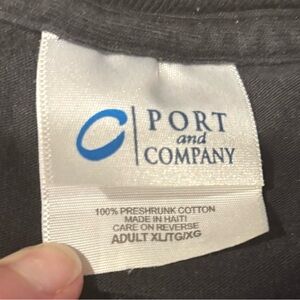 PORT
and
COMPANY
100% PRESHRUNK COTTON
MADE IN HAITI
CARE ON REVERSE
ADULT XL/TG/XG